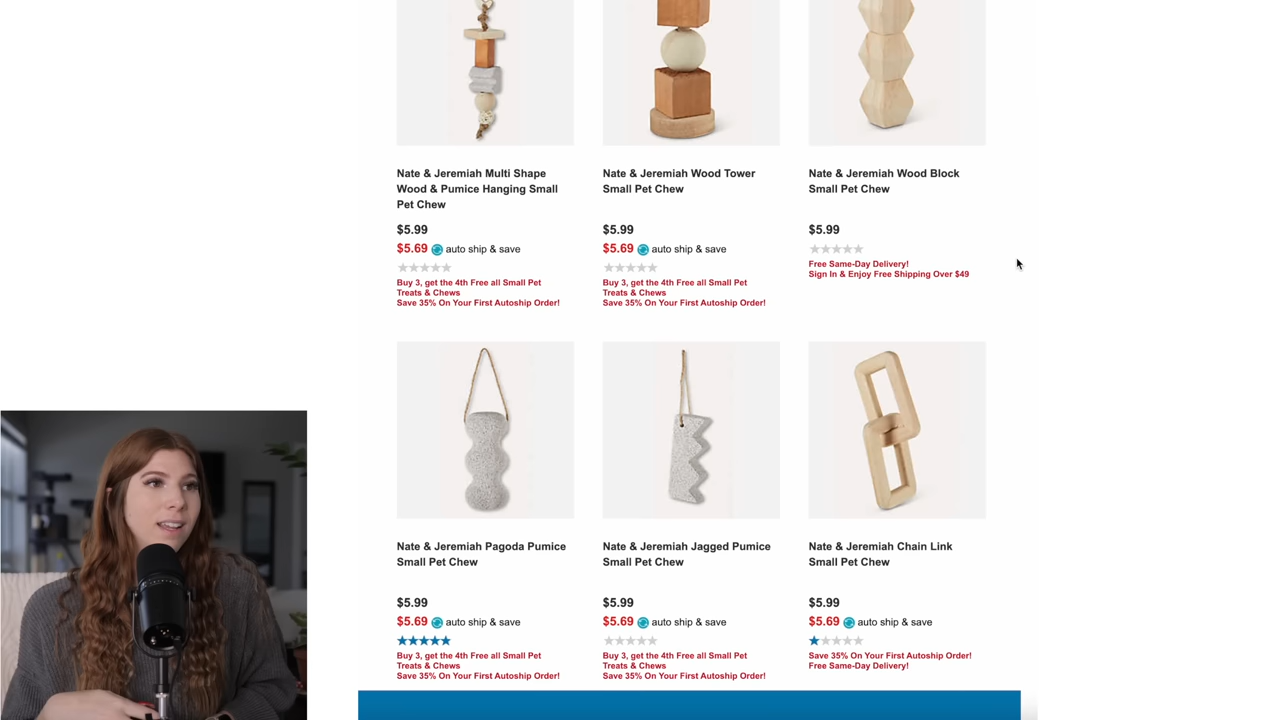 Nate & Jeremiah Multi Shape
Wood & Pumice Hanging Small
Pet Chew
$5.99
$5.69 auto ship & save
Buy 3, get the 4th Free all Small Pet
Treats & Chews
Save 35% On Your First Autoship Order!
Nate & Jeremiah Wood Tower
Small Pet Chew
$5.99
$5.69 auto ship & save
Buy 3, get the 4th Free all Small Pet
Treats & Chews
Save 35% On Your First Autoship Order!
Nate & Jeremiah Wood Block
Small Pet Chew
$5.99
Free Same-Day Delivery!
Sign In & Enjoy Free Shipping Over $49
Nate & Jeremiah Pagoda Pumice
Small Pet Chew
$5.99
$5.69 auto ship & save
Buy 3, get the 4th Free all Small Pet
Treats & Chews
Save 35% On Your First Autoship Order!
Nate & Jeremiah Jagged Pumice
Small Pet Chew
$5.99
$5.69 auto ship & save
Buy 3, get the 4th Free all Small Pet
Treats & Chews
Save 35% On Your First Autoship Order!
Nate & Jeremiah Chain Link
Small Pet Chew
$5.99
$5.69 auto ship & save
Save 35% On Your First Autoship Order!
Free Same-Day Delivery!